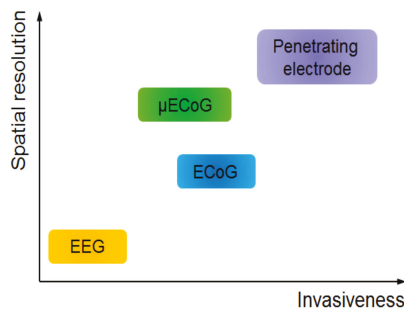 Spatial resolution
Penetrating
electrode
µECoG
ECoG
EEG
Invasiveness